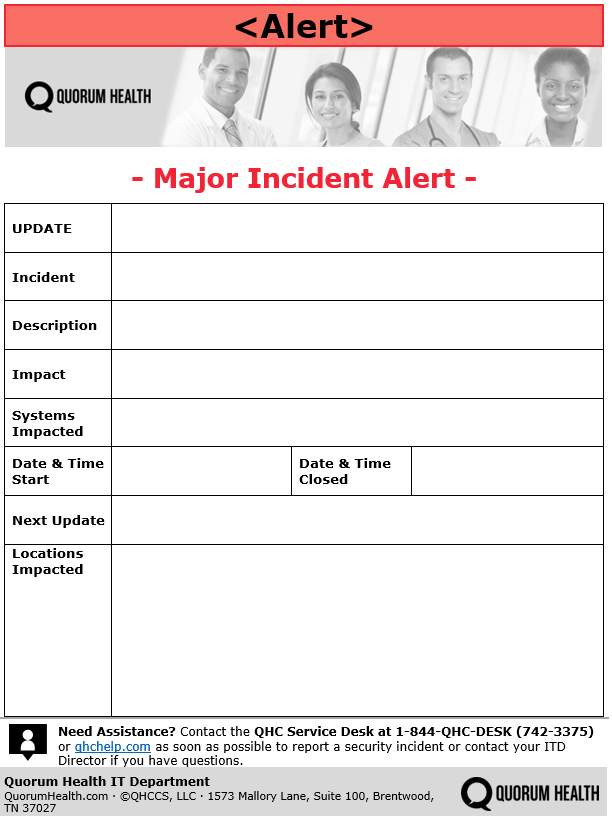 <Alert>
QUORUM HEALTH
- Major Incident Alert -
UPDATE
Incident
Description
Impact
Systems
Impacted
Date & Time
Start
Date & Time
Closed
Next Update
Locations
Impacted
Need Assistance? Contact the QHC Service Desk at 1-844-QHC-DESK (742-3375)
or qhchelp.com as soon as possible to report a security incident or contact your ITD
Director if you have questions.
Quorum Health IT Department
QuorumHealth.com · ©QHCCS, LLC · 1573 Mallory Lane, Suite 100, Brentwood,
TN 37027
QUORUM HEALTH